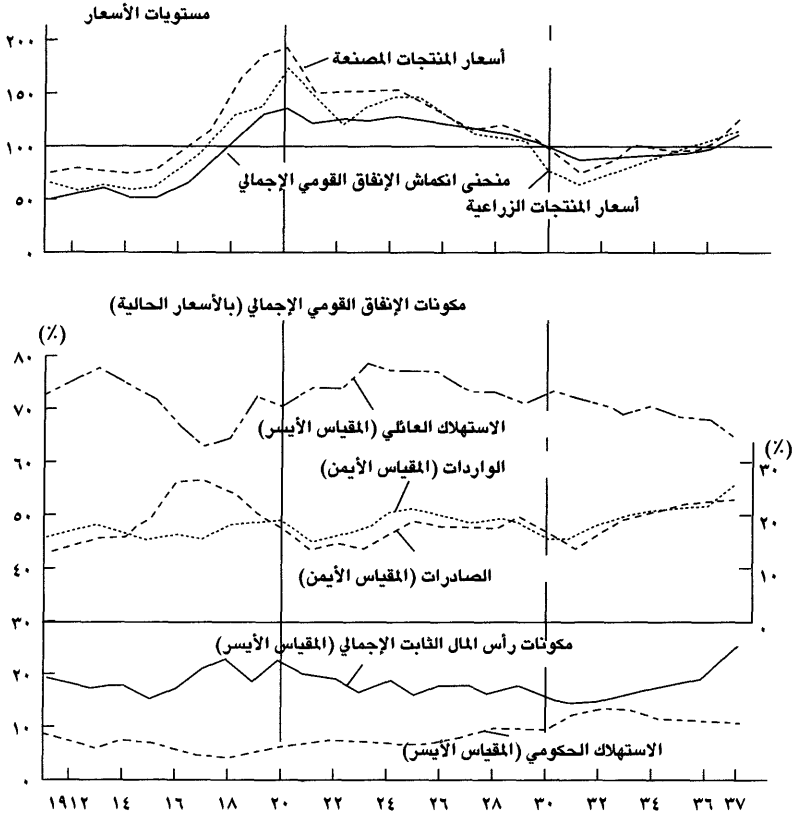 مستويات الأسعار
٢٠٠
أسعار المنتجات المصنعة
١٥٠
١٠٠
منحنى انكماش الإنفاق القومي الإجمالي
أسعار المنتجات الزراعية
٥٠
٠
مكونات الإنفاق القومي الإجمالي (بالأسعار الحالية)
(٪)
٨٠
٧٠
الاستهلاك العائلي (المقياس الأيسر)
(٪)
٦٠
الواردات (المقياس الأيمن)
٣٠
٥٠
٢٠
٤٠
الصادرات (المقياس الأيمن)
١٠
٣٠
٠
مكونات رأس المال الثابت الإجمالي (المقياس الأيسر)
٢٠
١٠
الاستهلاك الحكومي (المقياس الأيسر)
٠
١٩١٢ ١٤ ١٦ ١٨ ٢٠ ٢٢ ٢٤ ٢٦ ٢٨ ٣٠ ٣٢ ٣٤ ٣٦ ٣٧